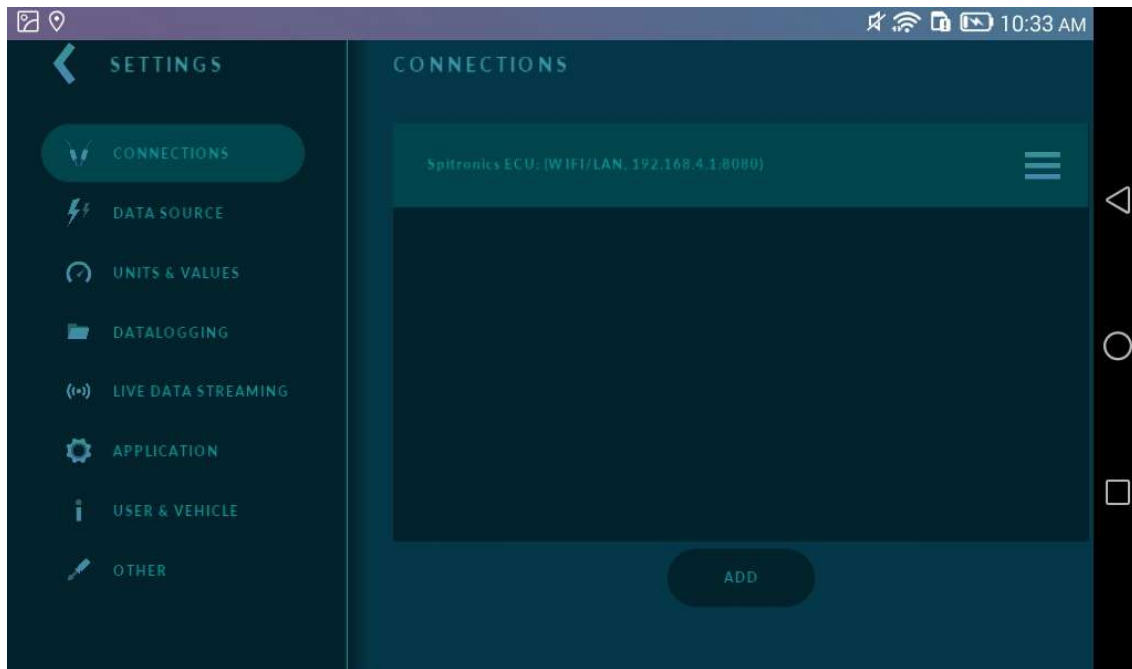 10:33 AM
SETTINGS
CONNECTIONS
DATA SOURCE
UNITS & VALUES
DATALOGGING
LIVE DATA STREAMING
APPLICATION
USER & VEHICLE
OTHER
CONNECTIONS
Spitronics ECU: (WIFI/LAN, 192.168.4.1:8080)
ADD